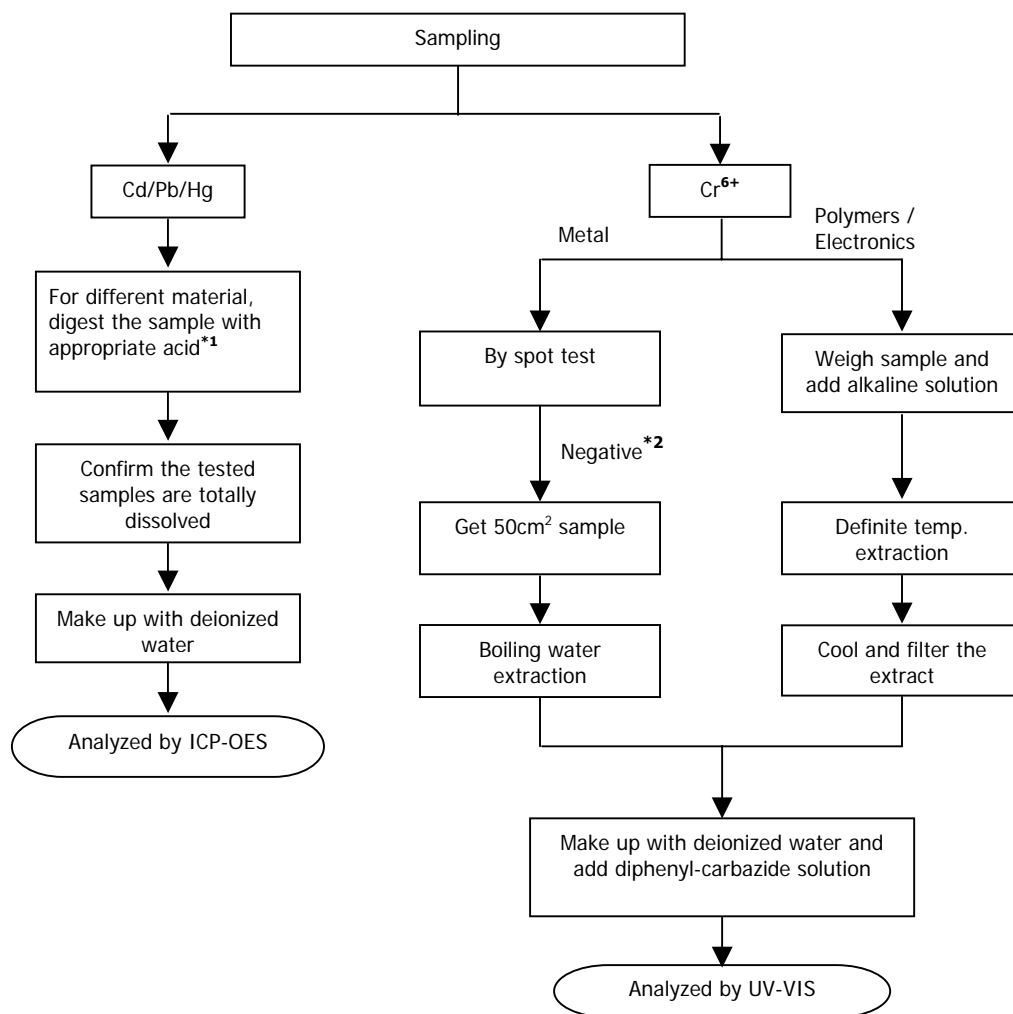 Sampling
Cd/Pb/Hg
For different material,
digest the sample with
appropriate acid*1
Confirm the tested
samples are totally
dissolved
Make up with deionized
water
Analyzed by ICP-OES
Cr6+
Metal
Polymers /
Electronics
By spot test
Negative*2
Get 50cm2 sample
Boiling water
extraction
Weigh sample and
add alkaline solution
Definite temp.
extraction
Cool and filter the
extract
Make up with deionized water and
add diphenyl-carbazide solution
Analyzed by UV-VIS